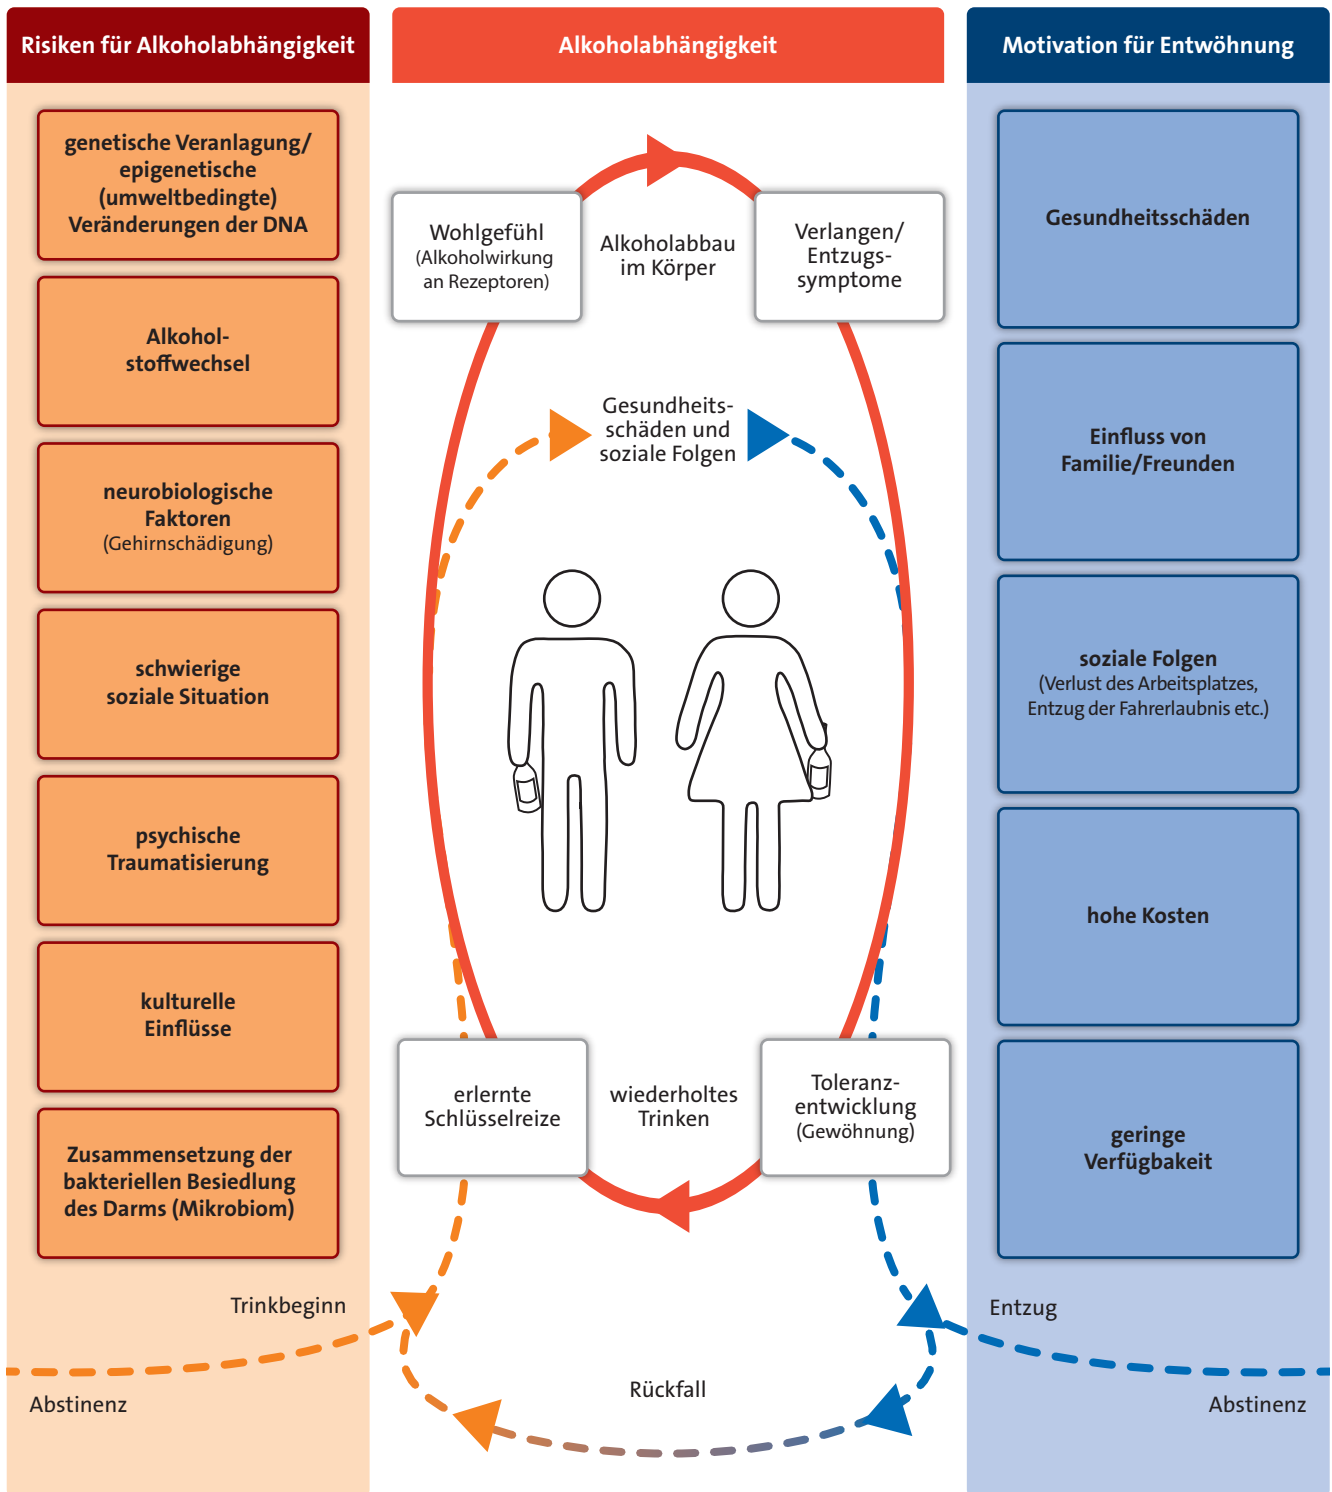 Risiken für Alkoholabhängigkeit
genetische Veranlagung/
epigenetische
(umweltbedingte)
Veränderungen der DNA
Alkohol-
stoffwechsel
neurobiologische
Faktoren
(Gehirnschädigung)
schwierige
soziale Situation
psychische
Traumatisierung
kulturelle
Einflüsse
Zusammensetzung der
bakteriellen Besiedlung
des Darms (Mikrobiom)
Trinkbeginn
Abstinenz
Alkoholabhängigkeit
Wohlgefühl
(Alkoholwirkung
an Rezeptoren)
Alkoholabbau
im Körper
Verlangen/
Entzugs-
symptome
Gesundheits-
schäden und
soziale Folgen
erlernte
Schlüsselreize
wiederholtes
Trinken
Toleranz-
entwicklung
(Gewöhnung)
Rückfall
Motivation für Entwöhnung
Gesundheitsschäden
Einfluss von
Familie/Freunden
soziale Folgen
(Verlust des Arbeitsplatzes,
Entzug der Fahrerlaubnis etc.)
hohe Kosten
geringe
Verfügbakeit
Entzug
Abstinenz